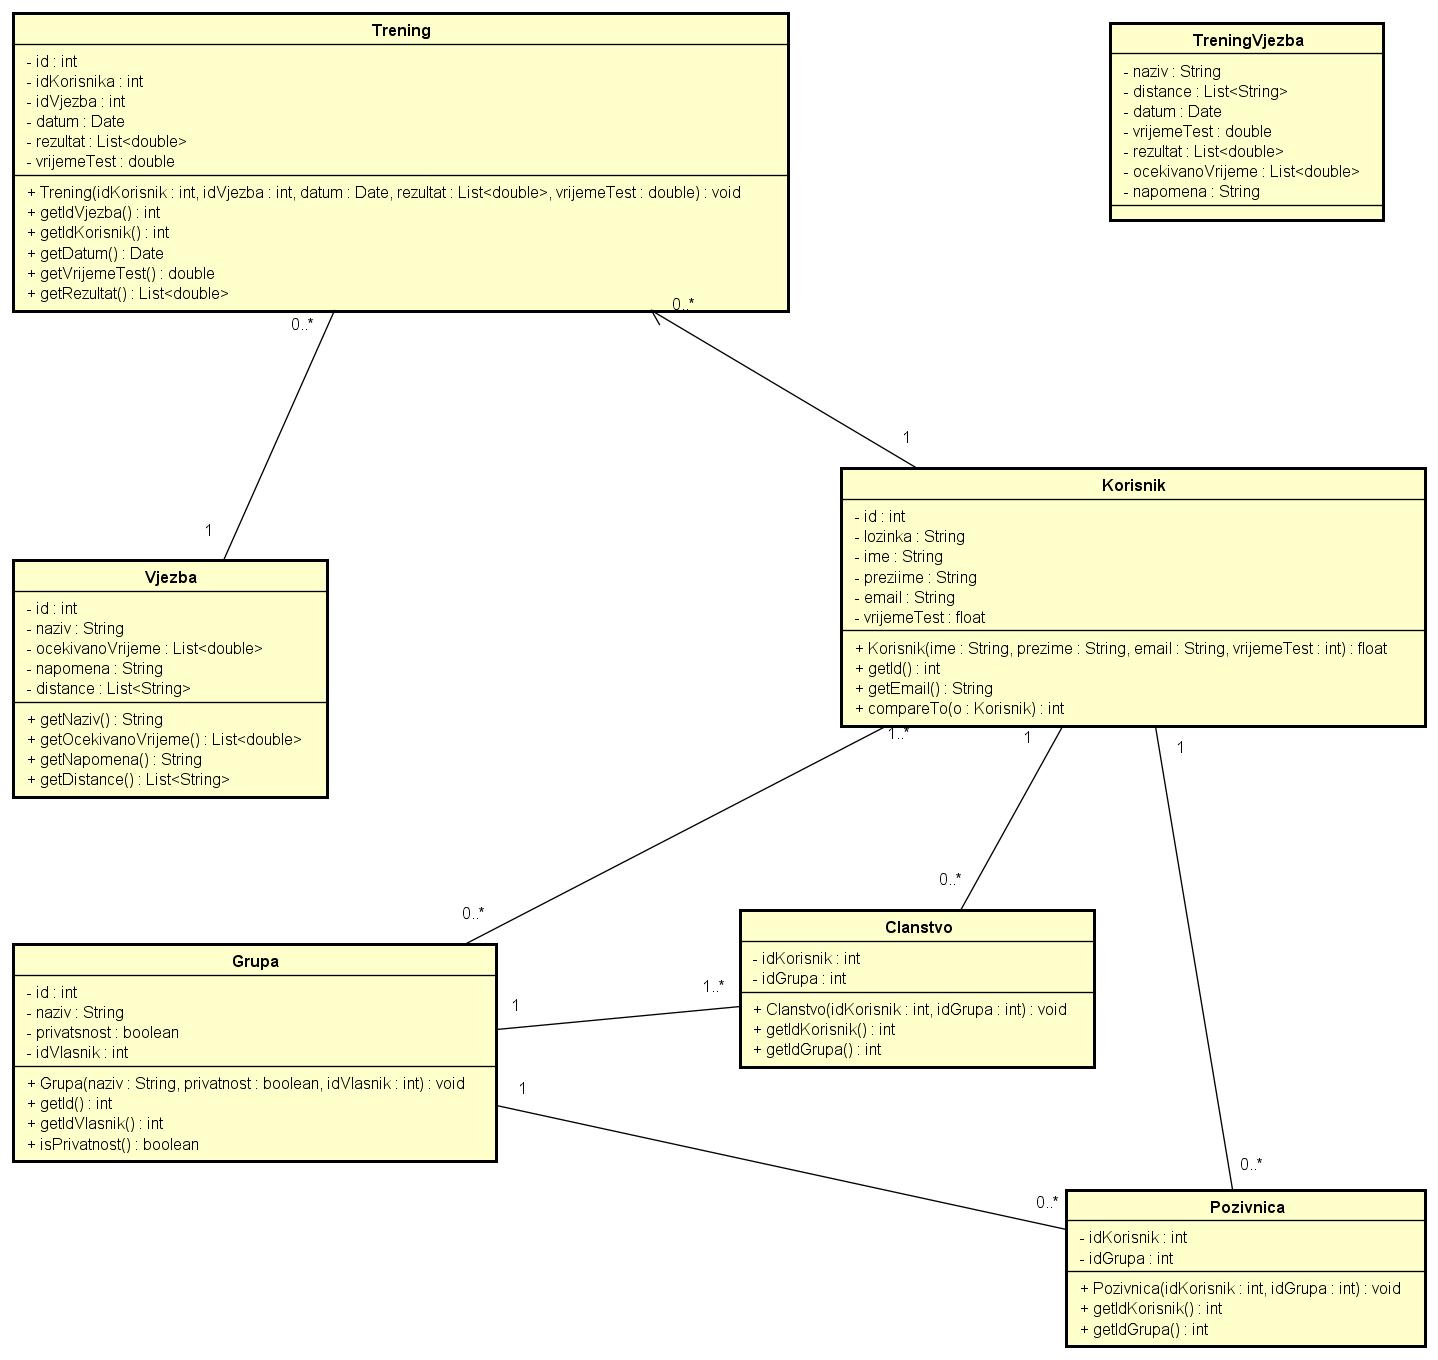 Trening
- id : int
- idKorisnika : int
- idVjezba : int
- datum : Date
- rezultat : List<double>
- vrijemeTest : double
+ Trening(idKorisnik : int, idVjezba : int, datum : Date, rezultat : List<double>, vrijemeTest : double) : void
+ getIdVjezba() : int
+ getIdKorisnik() : int
+ getDatum() : Date
+ getVrijemeTest() : double
+ getRezultat() : List<double>
TreningVjezba
- naziv : String
- distance : List<String>
- datum : Date
- vrijemeTest : double
- rezultat : List<double>
- ocekivanoVrijeme : List<double>
- napomena : String
0..*
0..*
1
1
Korisnik
- id : int
- lozinka : String
- ime : String
- preziime : String
- email : String
- vrijemeTest : float
+ Korisnik(ime : String, prezime : String, email : String, vrijemeTest : int) : float
+ getId() : int
+ getEmail() : String
+ compareTo(o : Korisnik) : int
Vjezba
- id : int
- naziv : String
- ocekivanoVrijeme : List<double>
- napomena : String
- distance : List<String>
+ getNaziv() : String
+ getOcekivanoVrijeme() : List<double>
+ getNapomena() : String
+ getDistance() : List<String>
1..*
1
1
0..*
0..*
Clanstvo
- idKorisnik : int
- idGrupa : int
+ Clanstvo(idKorisnik : int, idGrupa : int) : void
+ getIdKorisnik() : int
+ getIdGrupa() : int
Grupa
- id : int
- naziv : String
- privatsnost : boolean
- idVlasnik : int
+ Grupa(naziv : String, privatnost : boolean, idVlasnik : int) : void
+ getId() : int
+ getIdVlasnik() : int
+ isPrivatnost() : boolean
1
1..*
1
0..*
0..*
Pozivnica
- idKorisnik : int
- idGrupa : int
+ Pozivnica(idKorisnik : int, idGrupa : int) : void
+ getIdKorisnik() : int
+ getIdGrupa() : int